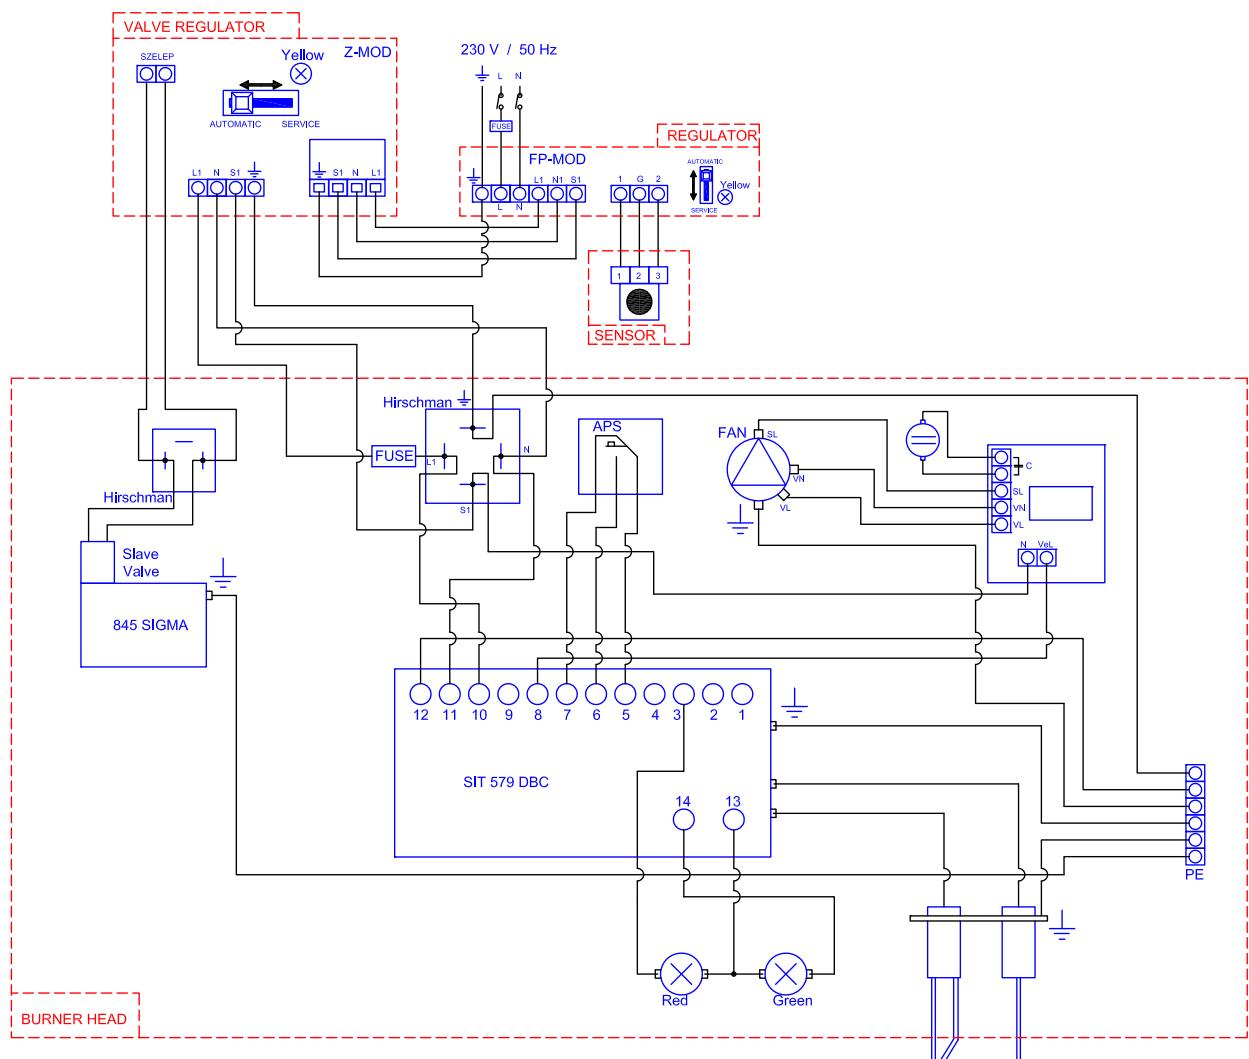 VALVE REGULATOR
SZELEP
Yellow
Z-MOD
AUTOMATIC
SERVICE
L1 N S1
S1 N L1
230 V / 50 Hz
L N
FUSE
REGULATOR
FP-MOD
AUTOMATIC
Yellow
SERVICE
L1 N1 S1
L N
1 G 2
1 2 3
SENSOR
Hirschman
FUSE
L1
N
S1
Hirschman
APS
FAN
SL
VN
VL
C
SL
VN
VL
N VeL
Slave
Valve
845 SIGMA
12 11 10 9 8 7 6 5 4 3 2 1
SIT 579 DBC
14 13
PE
Red
Green
BURNER HEAD